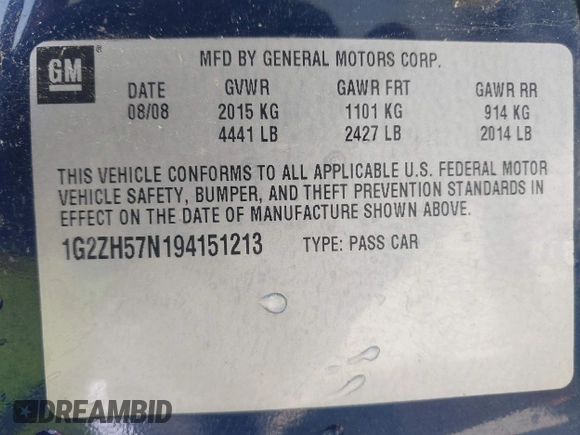 GM ®
MFD BY GENERAL MOTORS CORP.
DATE GVWR GAWR FRT GAWR RR
08/08 2015 KG 1101 KG 914 KG
4441 LB 2427 LB 2014 LB
THIS VEHICLE CONFORMS TO ALL APPLICABLE U.S. FEDERAL MOTOR
VEHICLE SAFETY, BUMPER, AND THEFT PREVENTION STANDARDS IN
EFFECT ON THE DATE OF MANUFACTURE SHOWN ABOVE.
1G2ZH57N194151213 TYPE: PASS CAR
DREAMBID